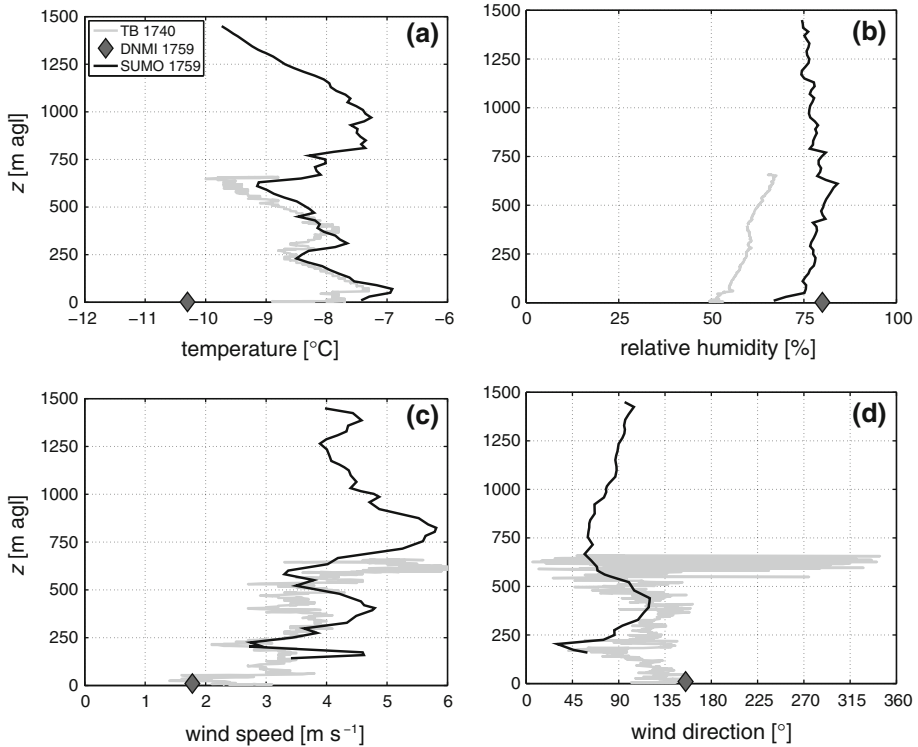 1500
1250
1000
750
500
250
0
z [m agl]
TB 1740
DNMI 1759
SUMO 1759
(a)
−12 −11 −10 −9 −8 −7 −6
temperature [°C]
1500
1250
1000
750
500
250
0
(b)
0 25 50 75 100
relative humidity [%]
1500
1250
1000
750
500
250
0
z [m agl]
(c)
0 1 2 3 4 5 6
wind speed [m s⁻¹]
1500
1250
1000
750
500
250
0
(d)
0 45 90 135 180 225 270 315 360
wind direction [°]